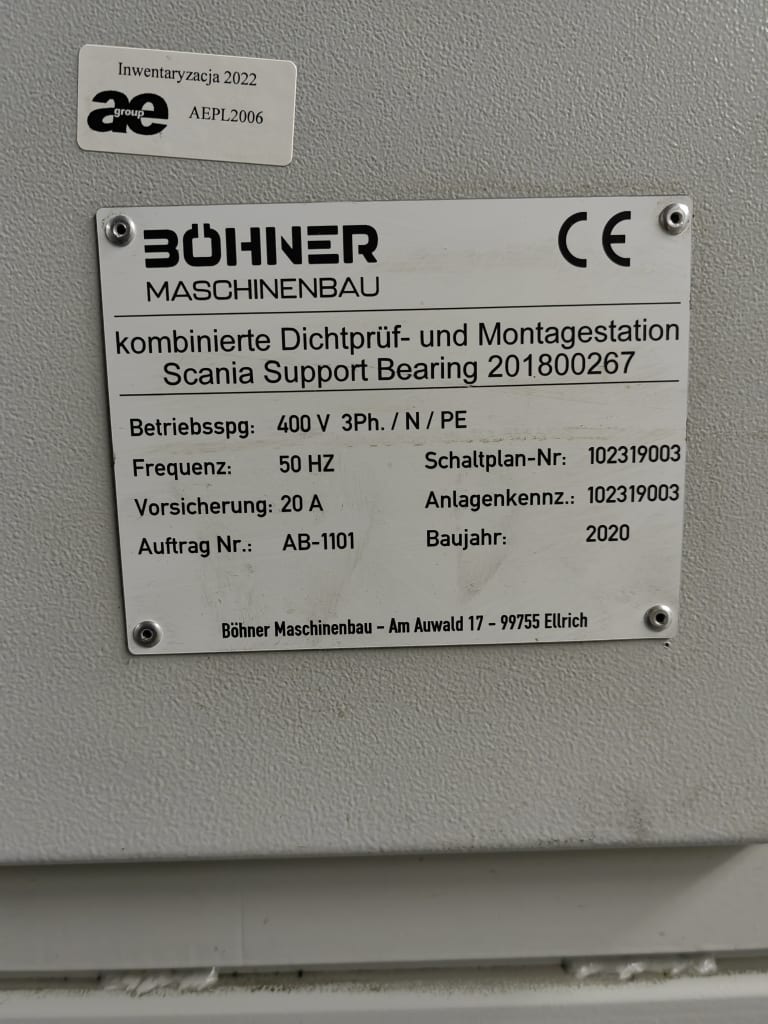 Inwentaryzacja 2022
ae group AEPL2006
BÖHNER CE
MASCHINENBAU
kombinierte Dichtprüf- und Montagestation
Scania Support Bearing 201800267
Betriebsspg: 400 V 3Ph. / N / PE
Frequenz: 50 HZ Schaltplan-Nr: 102319003
Vorsicherung: 20 A Anlagenkennz.: 102319003
Auftrag Nr.: AB-1101 Baujahr: 2020
Böhner Maschinenbau - Am Auwald 17 - 99755 Ellrich